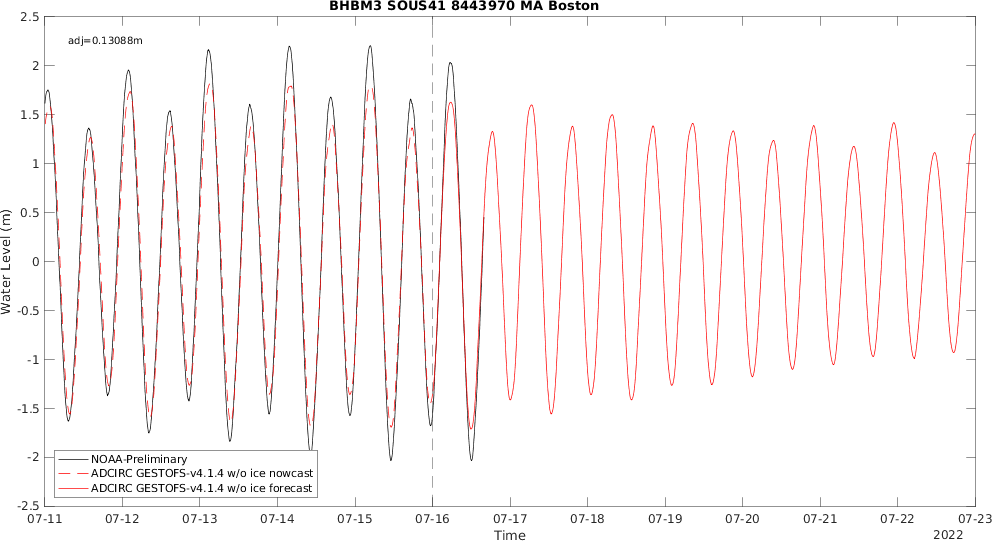 BHBM3 SOUS41 8443970 MA Boston
adj=0.13088m
Water Level (m)
2.5
2
1.5
1
0.5
0
-0.5
-1
-1.5
-2
-2.5
NOAA-Preliminary
ADCIRC GESTOFS-v4.1.4 w/o ice nowcast
ADCIRC GESTOFS-v4.1.4 w/o ice forecast
07-11 07-12 07-13 07-14 07-15 07-16 07-17 07-18 07-19 07-20 07-21 07-22 07-23
Time
2022